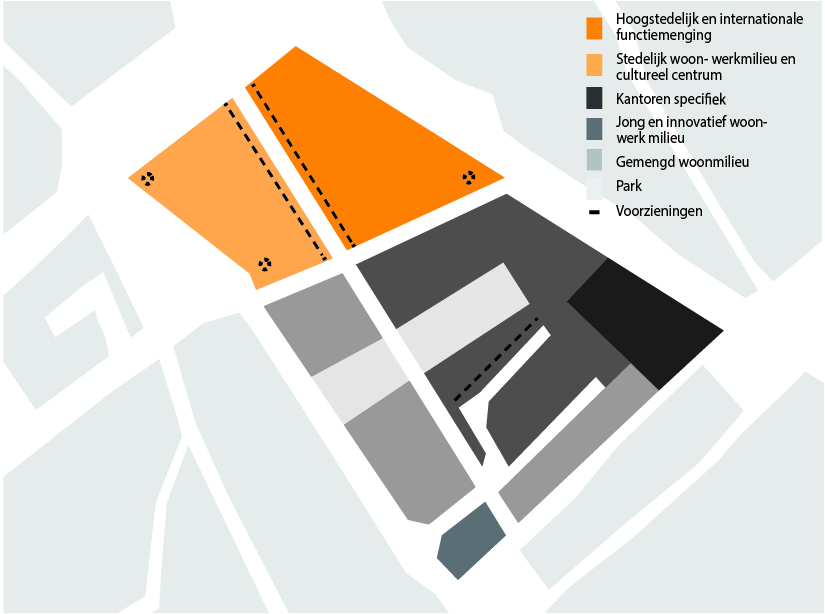 Hoogstedelijk en internationale
functiemenging
Stedelijk woon- werkmilieu en
cultureel centrum
Kantoren specifiek
Jong en innovatief woon-
werk milieu
Gemengd woonmilieu
Park
Voorzieningen